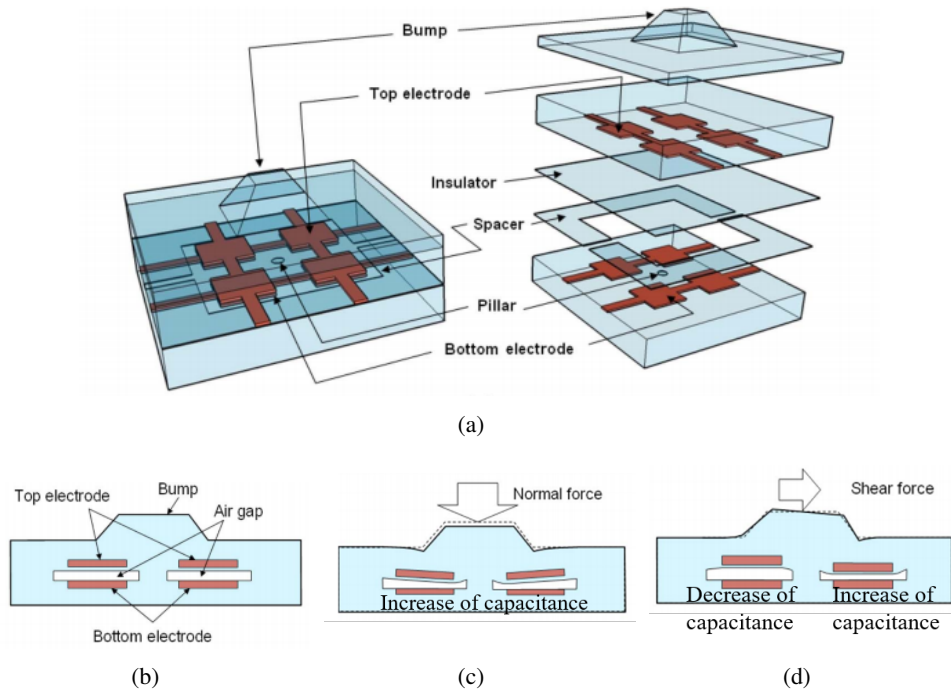 Bump
Top electrode
Insulator
Spacer
Pillar
Bottom electrode
(a)
Top electrode
Bump
Air gap
Bottom electrode
(b)
Normal force
Increase of capacitance
(c)
Shear force
Decrease of
capacitance
Increase of
capacitance
(d)